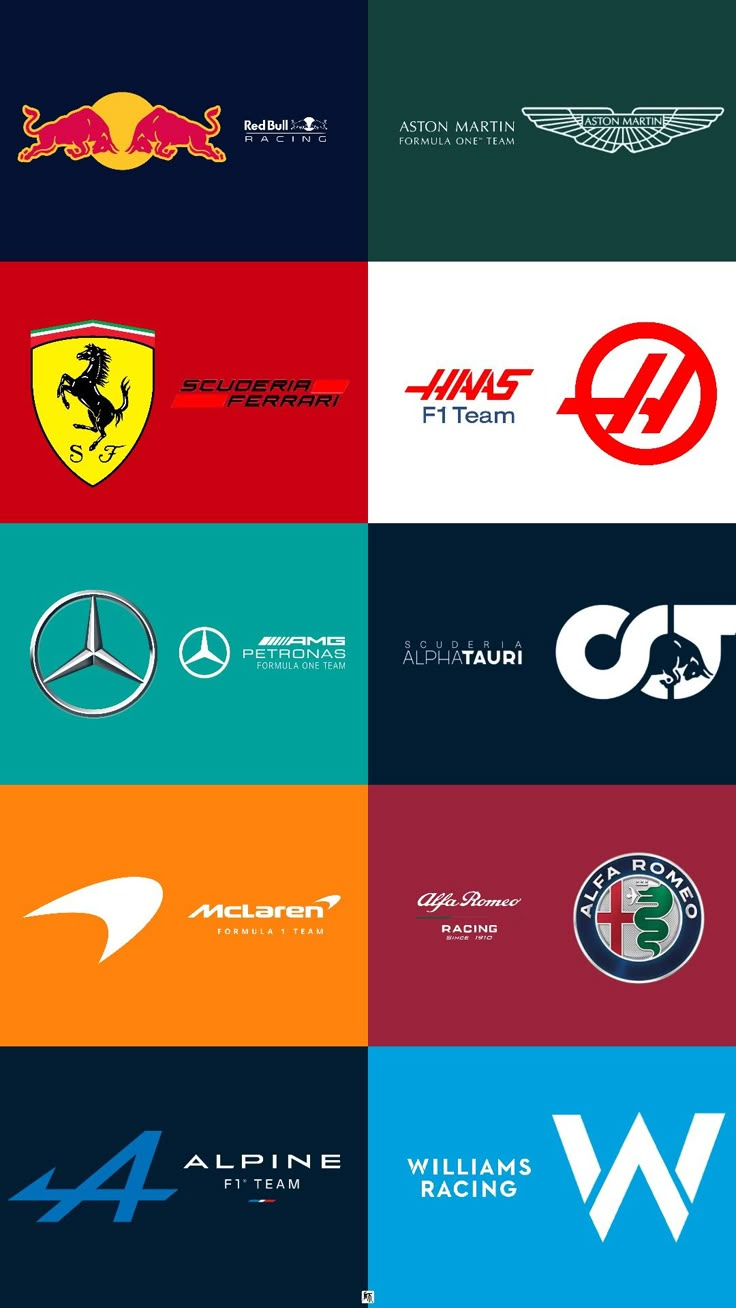 Red Bull
RACING
ASTON MARTIN
FORMULA ONE™ TEAM
ASTON MARTIN
S F
SCUDERIA
FERRARI
HAAS
F1 Team
H
AMG
PETRONAS
FORMULA ONE TEAM
SCUDERIA
ALPHATAURI
McLaren
FORMULA 1 TEAM
Alfa Romeo
RACING
SINCE 1910
ALFA ROMEO
A
ALPINE
F1® TEAM
WILLIAMS
RACING
W